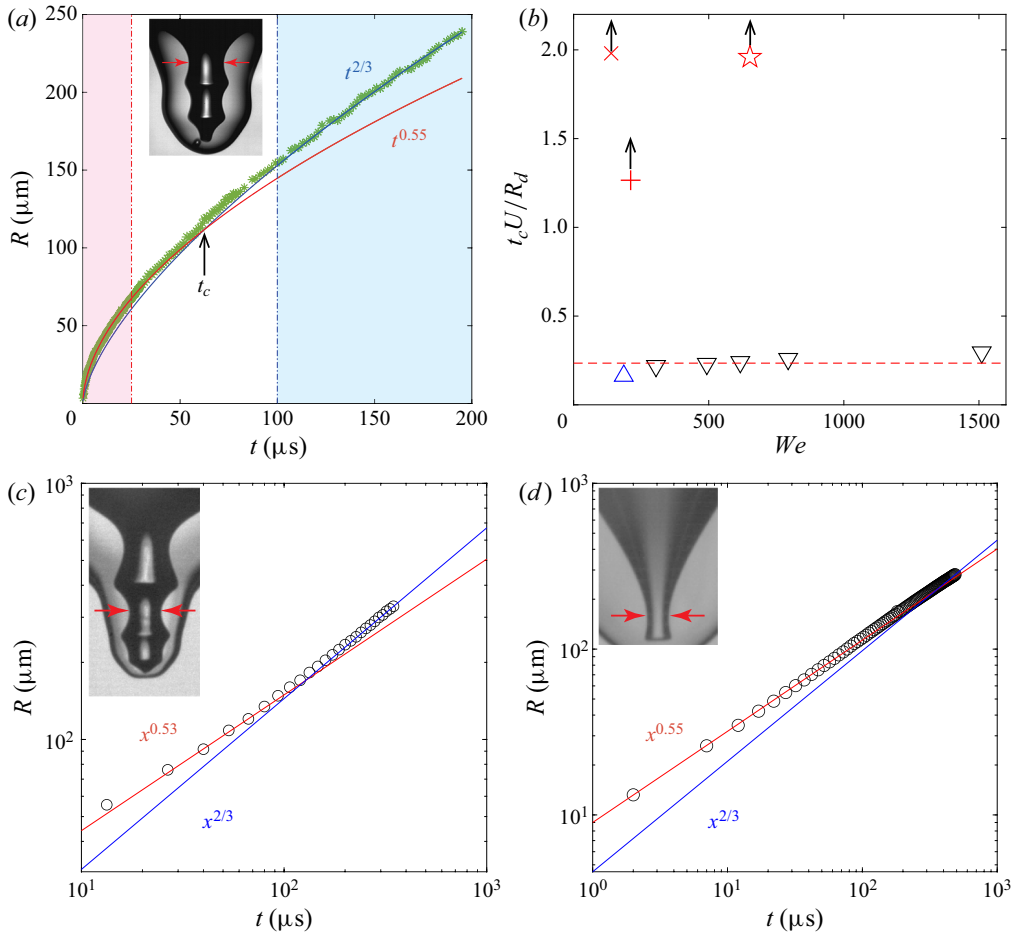 (a)
250
200
150
100
50
0
50
100
150
200
R (μm)
t (μs)
t^{2/3}
t^{0.55}
t_c
(b)
2.0
1.5
1.0
0.5
0
500
1000
1500
t_c U/R_d
We
(c)
10^3
10^2
10^1
10^2
10^3
R (μm)
t (μs)
x^{0.53}
x^{2/3}
(d)
10^3
10^2
10^1
10^0
10^1
10^2
10^3
R (μm)
t (μs)
x^{0.55}
x^{2/3}